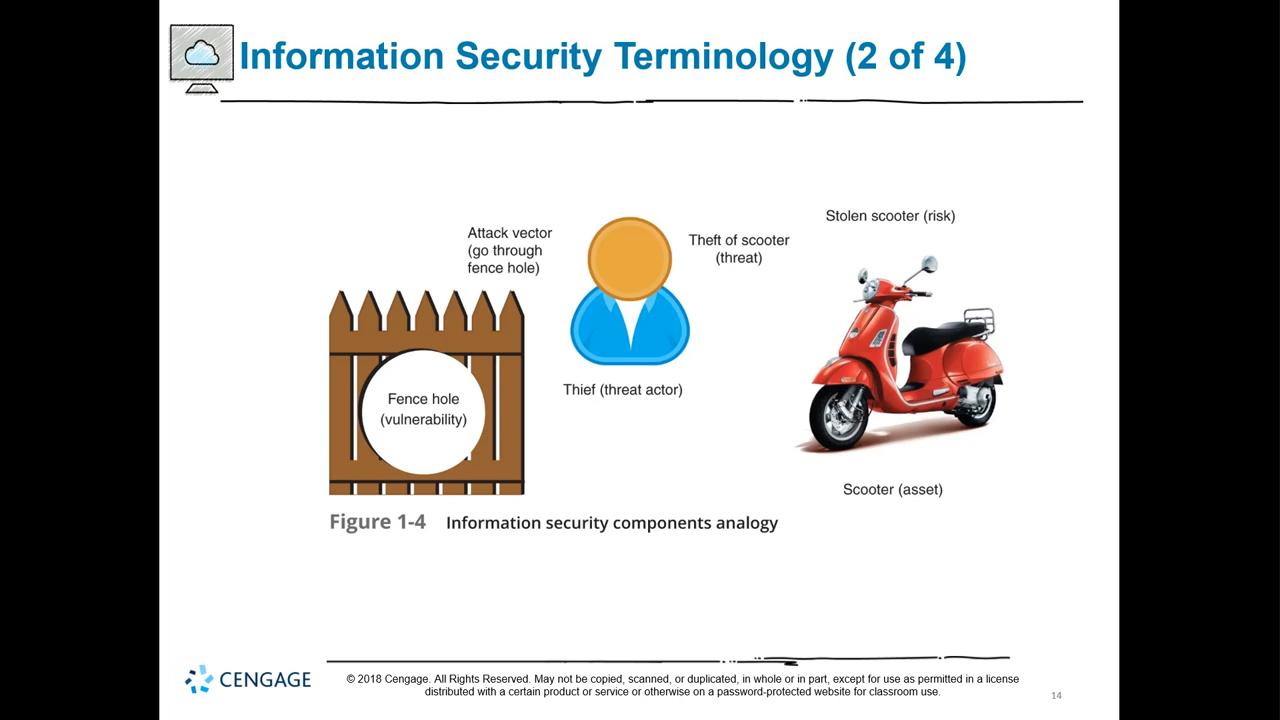 Information Security Terminology (2 of 4)
Attack vector
(go through
fence hole)
Theft of scooter
(threat)
Stolen scooter (risk)
Fence hole
(vulnerability)
Thief (threat actor)
Scooter (asset)
Figure 1-4 Information security components analogy
CENGAGE
© 2018 Cengage. All Rights Reserved. May not be copied, scanned, or duplicated, in whole or in part, except for use as permitted in a license
distributed with a certain product or service or otherwise on a password-protected website for classroom use.
14